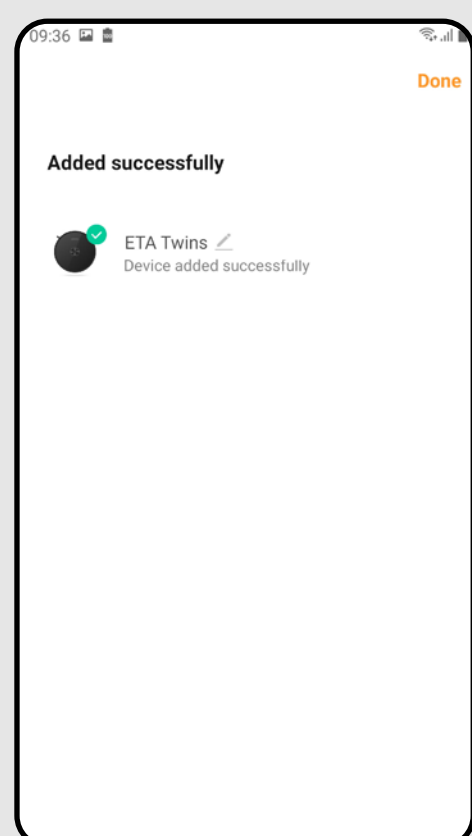 09:36
Done
Added successfully
ETA Twins
Device added successfully